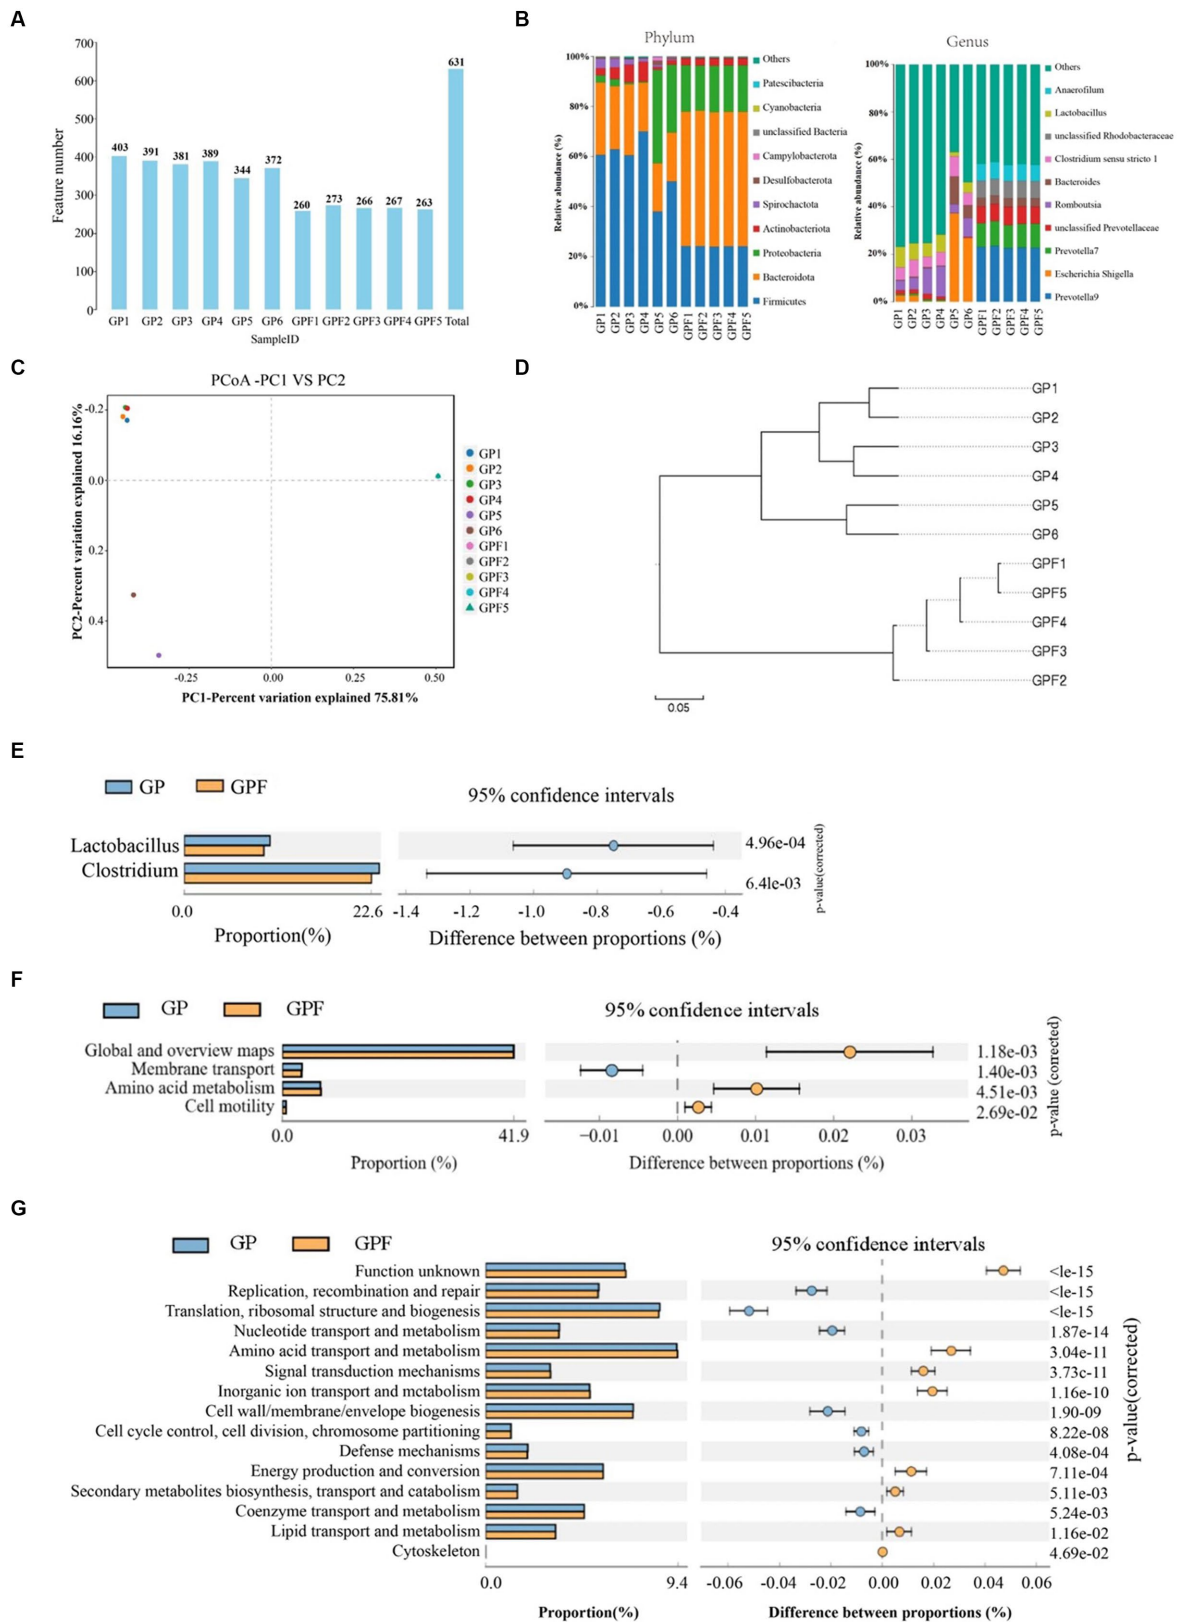 A
700
600
500
400
300
200
100
0
Feature number
403
391
381
389
344
372
260
273
266
267
263
631
GP1 GP2 GP3 GP4 GP5 GP6 GPF1 GPF2 GPF3 GPF4 GPF5 Total
SampleID
B
Phylum
Relative abundance (%)
100%
80%
60%
40%
20%
0%
GP1
GP2
GP3
GP4
GP5
GP6
GPF1
GPF2
GPF3
GPF4
GPF5
Others
Patescibacteria
Cyanobacteria
unclassified Bacteria
Campylobacterota
Desulfobacterota
Spirochactota
Actinobacteriota
Proteobacteria
Bacteroidota
Firmicutes
Genus
Relative abundance (%)
100%
80%
60%
40%
20%
0%
GP1
GP2
GP3
GP4
GP5
GP6
GPF1
GPF2
GPF3
GPF4
GPF5
Others
Anaerofilum
Lactobacillus
unclassified Rhodobacteraceae
Clostridium sensu stricto 1
Bacteroides
Romboutsia
unclassified Prevotellaceae
Prevotella7
Escherichia Shigella
Prevotella9
C
PCoA -PC1 VS PC2
PC2-Percent variation explained 16.16%
-0.2
0.0
0.2
0.4
-0.25 0.00 0.25 0.50
PC1-Percent variation explained 75.81%
GP1
GP2
GP3
GP4
GP5
GP6
GPF1
GPF2
GPF3
GPF4
GPF5
D
GP1
GP2
GP3
GP4
GP5
GP6
GPF1
GPF5
GPF4
GPF3
GPF2
0.05
E
GP GPF
95% confidence intervals
Lactobacillus 4.96e-04
Clostridium 6.4le-03
0.0 22.6 -1.4 -1.2 -1.0 -0.8 -0.6 -0.4
Proportion(%) Difference between proportions (%)
p-value(corrected)
F
GP GPF
95% confidence intervals
Global and overview maps 1.18e-03
Membrane transport 1.40e-03
Amino acid metabolism 4.51e-03
Cell motility 2.69e-02
0.0 41.9 −0.01 0.00 0.01 0.02 0.03
Proportion (%) Difference between proportions (%)
p-value (corrected)
G
GP GPF
95% confidence intervals
Function unknown <le-15
Replication, recombination and repair <le-15
Translation, ribosomal structure and biogenesis <le-15
Nucleotide transport and metabolism 1.87e-14
Amino acid transport and metabolism 3.04e-11
Signal transduction mechanisms 3.73c-11
Inorganic ion transport and mctabolism 1.16e-10
Cell wall/membrane/envelope biogenesis 1.90-09
Cell cycle control, cell division, chromosome partitioning 8.22e-08
Defense mechanisms 4.08e-04
Energy production and conversion 7.11e-04
Secondary metabolites biosynthesis, transport and catabolism 5.11e-03
Coenzyme transport and metabolism 5.24e-03
Lipid transport and metabolism 1.16e-02
Cytoskeleton 4.69e-02
0.0 9.4 -0.06 -0.04 -0.02 0.00 0.02 0.04 0.06
Proportion(%) Difference between proportions (%)
p-value(corrected)